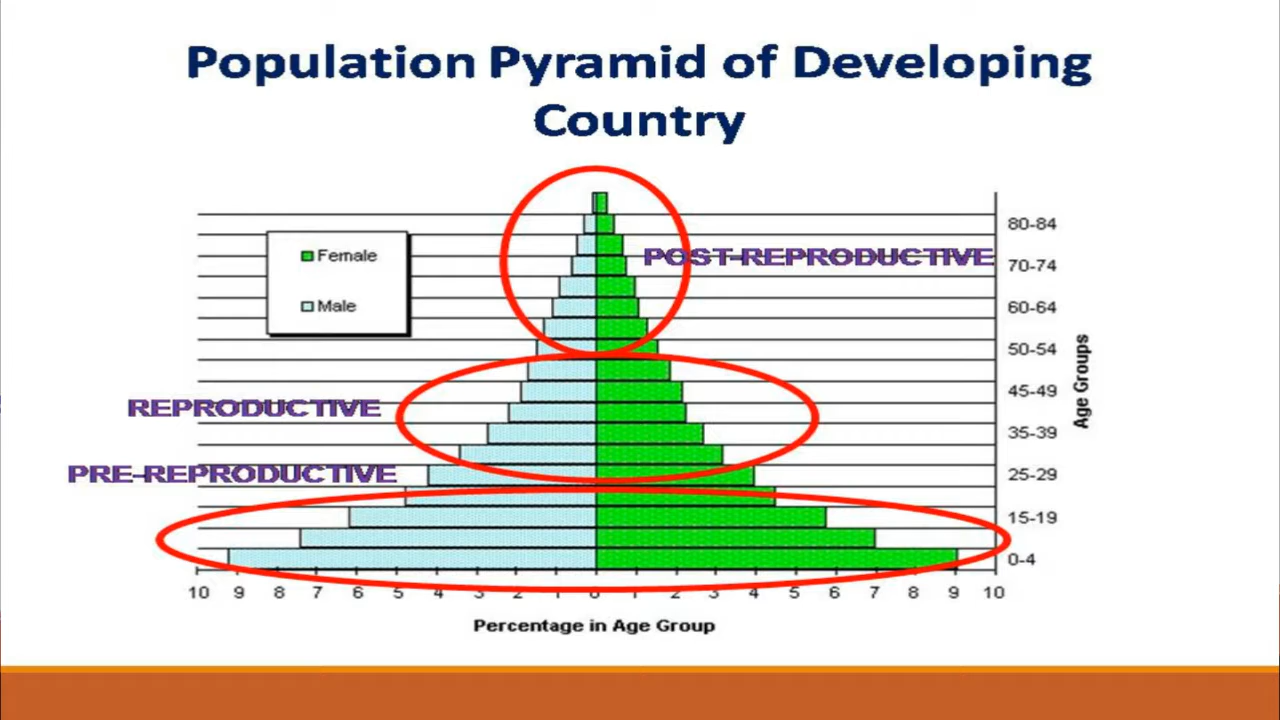 Population Pyramid of Developing
Country
80-84
Female
POST-REPRODUCTIVE
70-74
Male
60-64
50-54
45-49
REPRODUCTIVE
35-39
PRE-REPRODUCTIVE
25-29
15-19
0-4
10 9 8 7 6 5 4 3 2 1 0 1 2 3 4 5 6 7 8 9 10
Age Groups
Percentage in Age Group